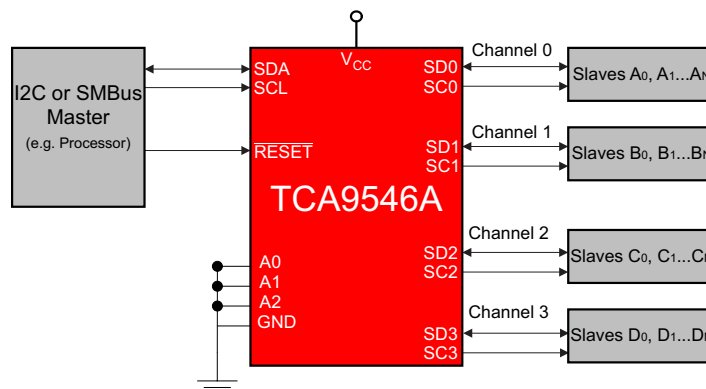 I2C or SMBus
Master
(e.g. Processor)
VCC
SDA
SCL
RESET
TCA9546A
A0
A1
A2
GND
SD0
SC0
SD1
SC1
SD2
SC2
SD3
SC3
Channel 0
Slaves A0, A1...AN
Channel 1
Slaves B0, B1...BN
Channel 2
Slaves C0, C1...C
Channel 3
Slaves D0, D1...D